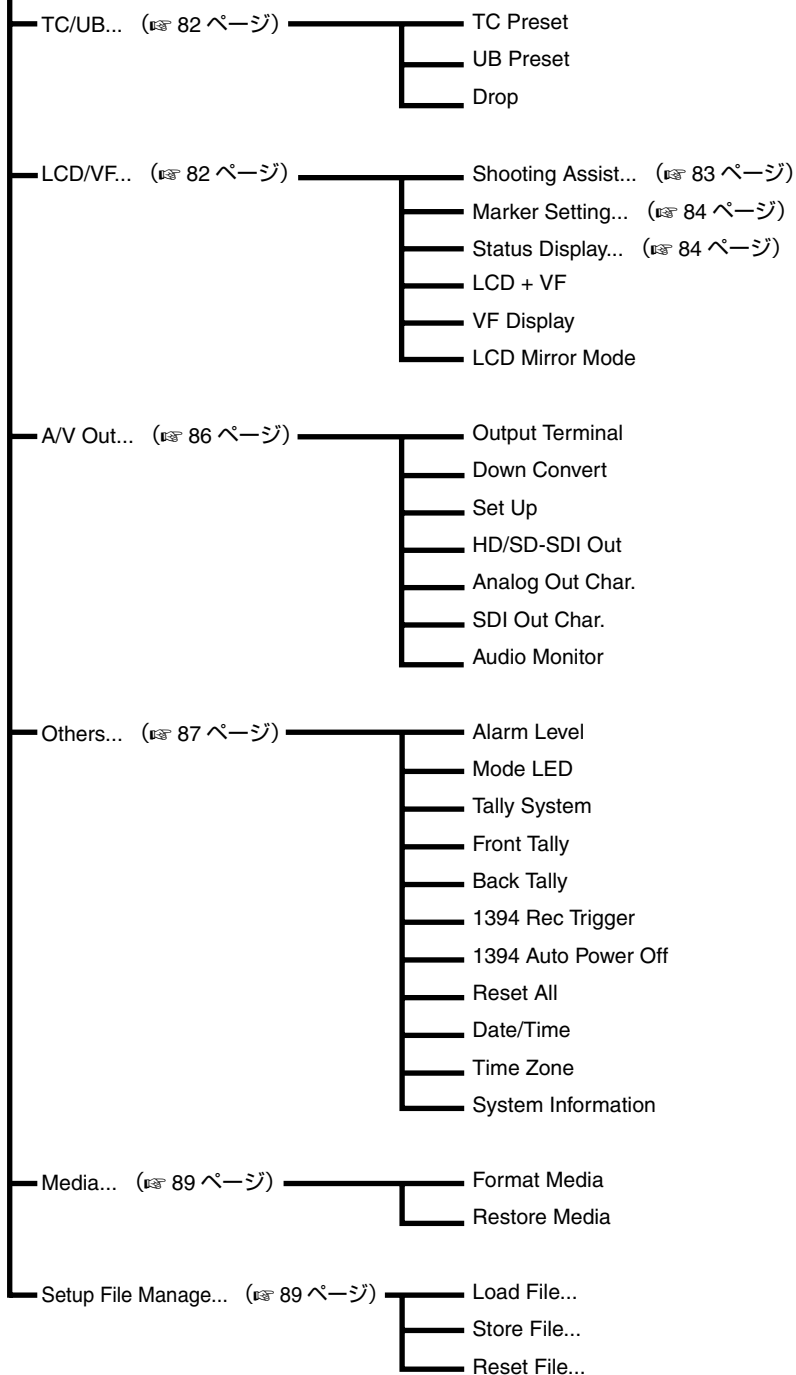 TC/UB... （☞ 82 ページ） TC Preset
UB Preset
Drop
LCD/VF... （☞ 82 ページ） Shooting Assist... （☞ 83 ページ）
Marker Setting... （☞ 84 ページ）
Status Display... （☞ 84 ページ）
LCD + VF
VF Display
LCD Mirror Mode
A/V Out... （☞ 86 ページ） Output Terminal
Down Convert
Set Up
HD/SD-SDI Out
Analog Out Char.
SDI Out Char.
Audio Monitor
Others... （☞ 87 ページ） Alarm Level
Mode LED
Tally System
Front Tally
Back Tally
1394 Rec Trigger
1394 Auto Power Off
Reset All
Date/Time
Time Zone
System Information
Media... （☞ 89 ページ） Format Media
Restore Media
Setup File Manage... （☞ 89 ページ） Load File...
Store File...
Reset File...